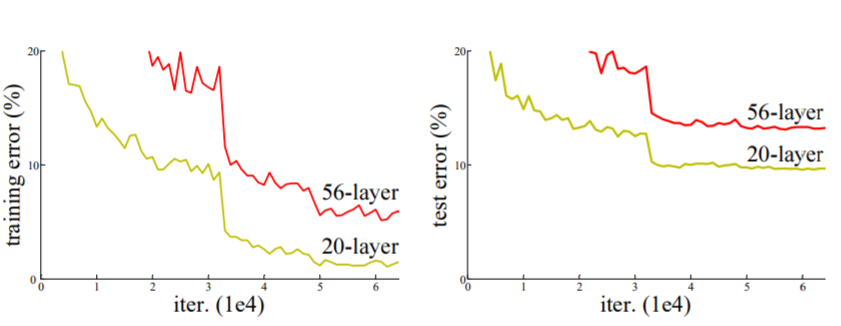 training error (%)
20
10
0
0 1 2 3 4 5 6
iter. (1e4)
56-layer
20-layer
test error (%)
20
10
0
0 1 2 3 4 5 6
iter. (1e4)
56-layer
20-layer